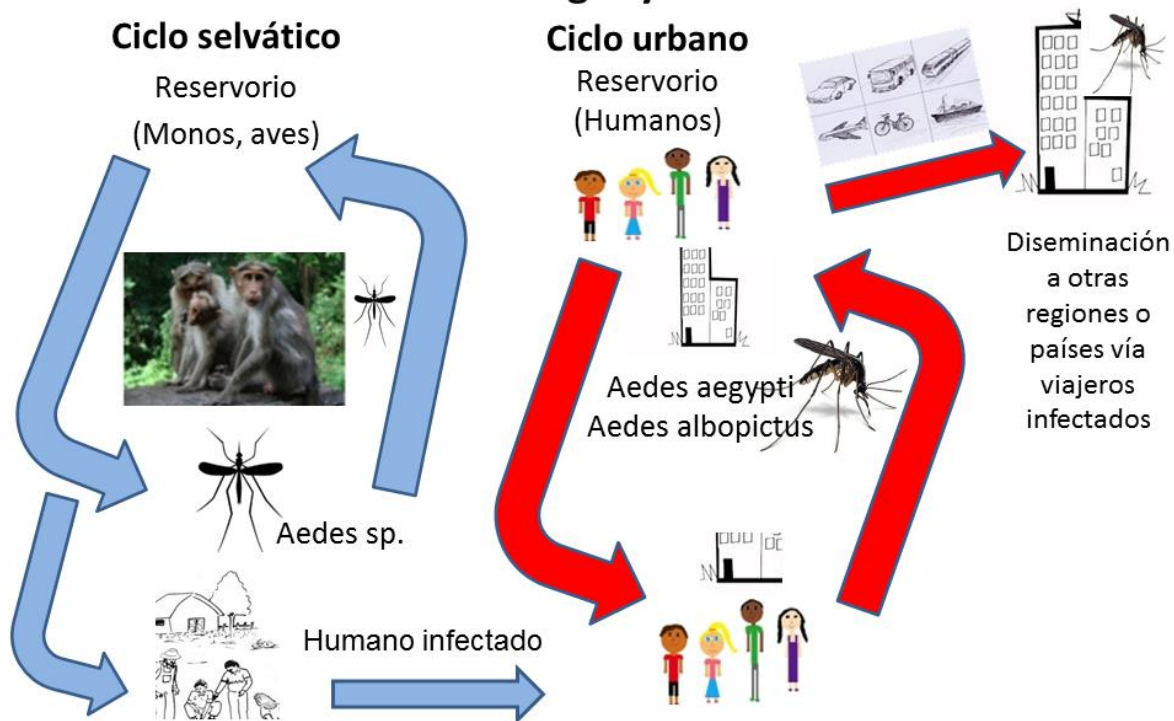 Ciclo selvático
Reservorio
(Monos, aves)
Aedes sp.
Humano infectado
Ciclo urbano
Reservorio
(Humanos)
Aedes aegypti
Aedes albopictus
Diseminación
a otras
regiones o
países vía
viajeros
infectados